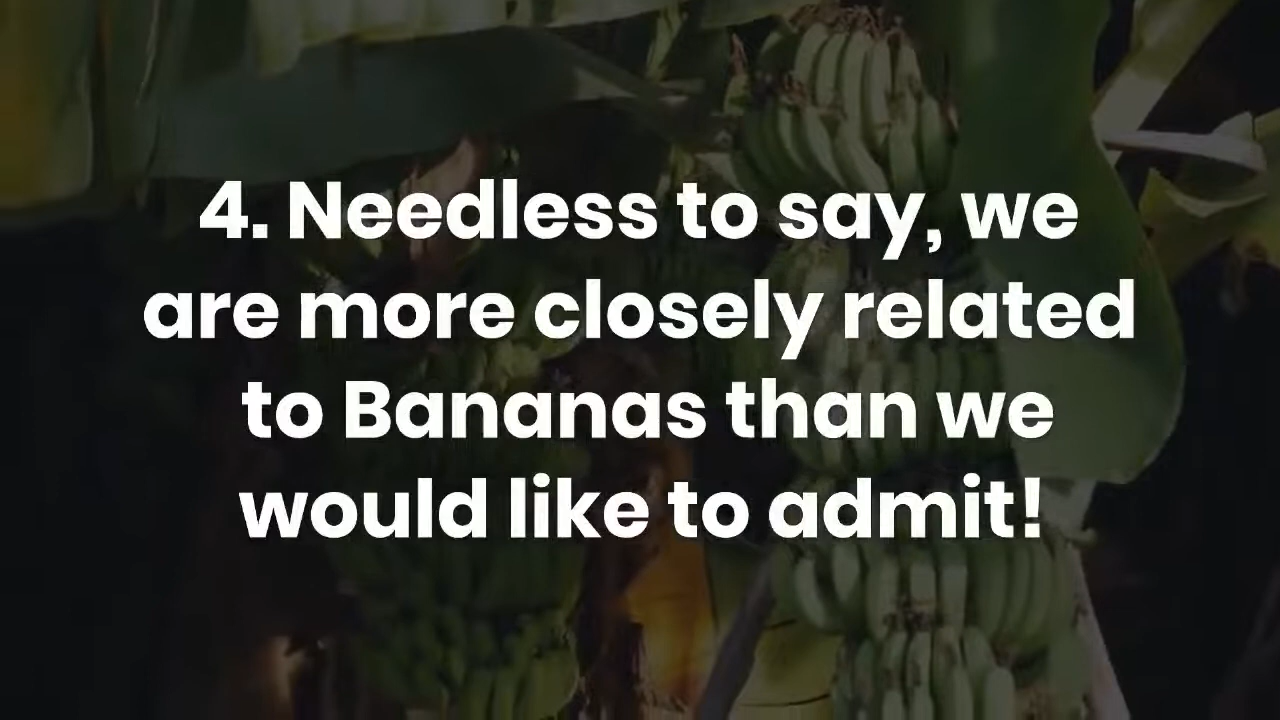 4. Needless to say, we
are more closely related
to Bananas than we
would like to admit!